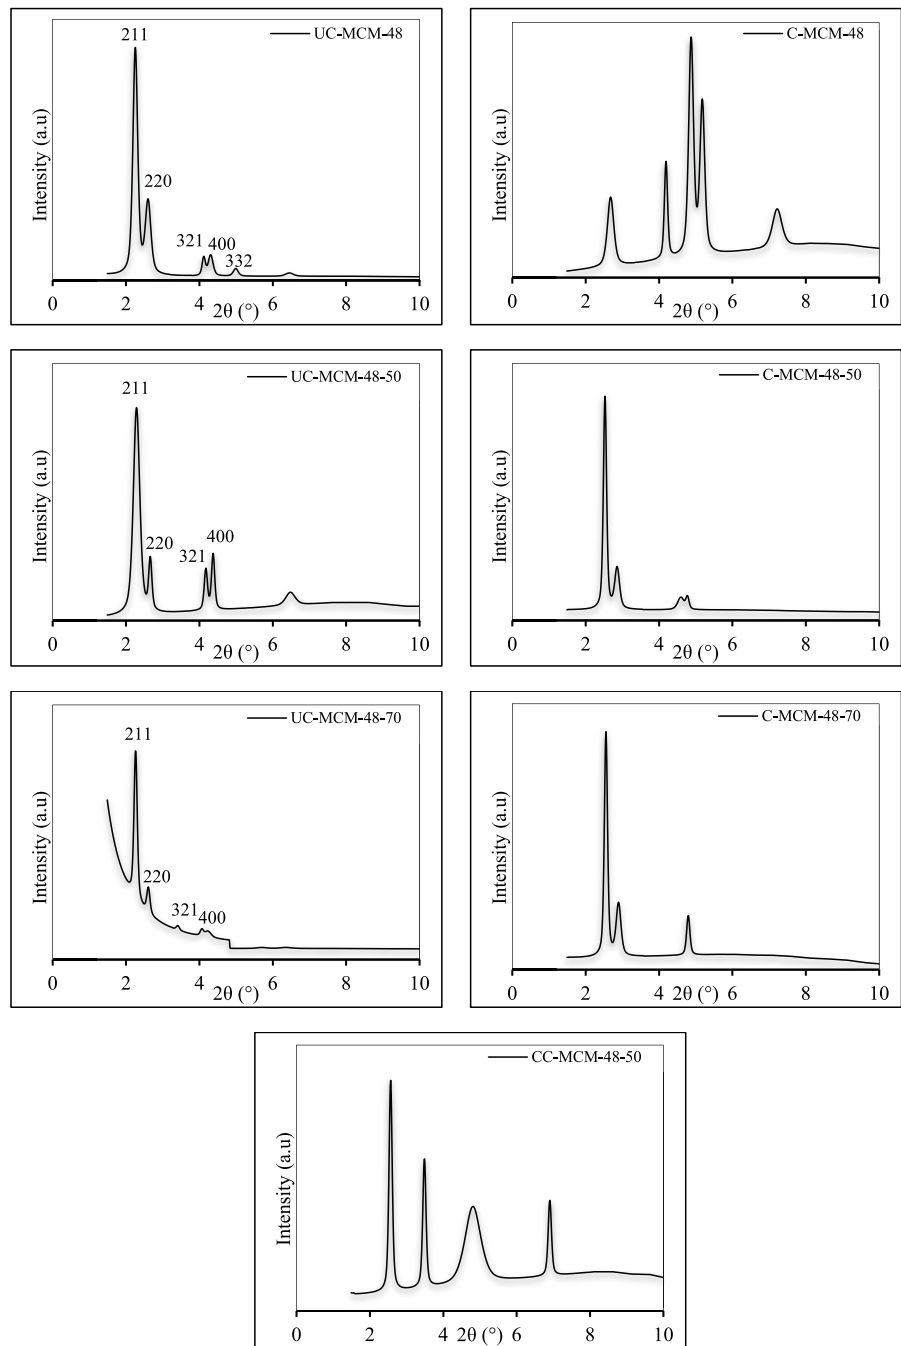 UC-MCM-48
211
220
321
400
332
Intensity (a.u)
0 2 4 6 8 10
2θ (°)
C-MCM-48
Intensity (a.u)
0 2 4 6 8 10
2θ (°)
UC-MCM-48-50
211
220
321
400
Intensity (a.u)
0 2 4 6 8 10
2θ (°)
C-MCM-48-50
Intensity (a.u)
0 2 4 6 8 10
2θ (°)
UC-MCM-48-70
211
220
321
400
Intensity (a.u)
0 2 4 6 8 10
2θ (°)
C-MCM-48-70
Intensity (a.u)
0 2 4 2θ (°) 6 8 10
CC-MCM-48-50
Intensity (a.u)
0 2 4 2θ (°) 6 8 10